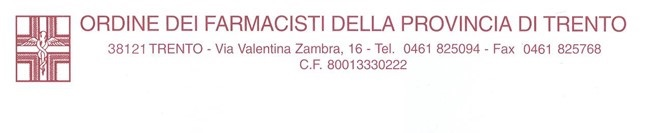 ORDINE DEI FARMACISTI DELLA PROVINCIA DI TRENTO
38121 TRENTO - Via Valentina Zambra, 16 - Tel. 0461 825094 - Fax 0461 825768
C.F. 80013330222